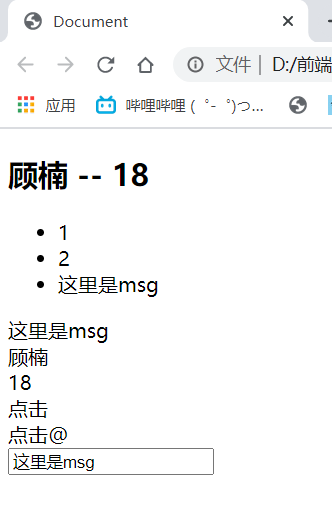 Document
文件 | D:/前端
应用 哔哩哔哩 ( ゜- ゜)つ...
顾楠 -- 18
1
2
这里是msg
这里是msg
顾楠
18
点击
点击@
这里是msg